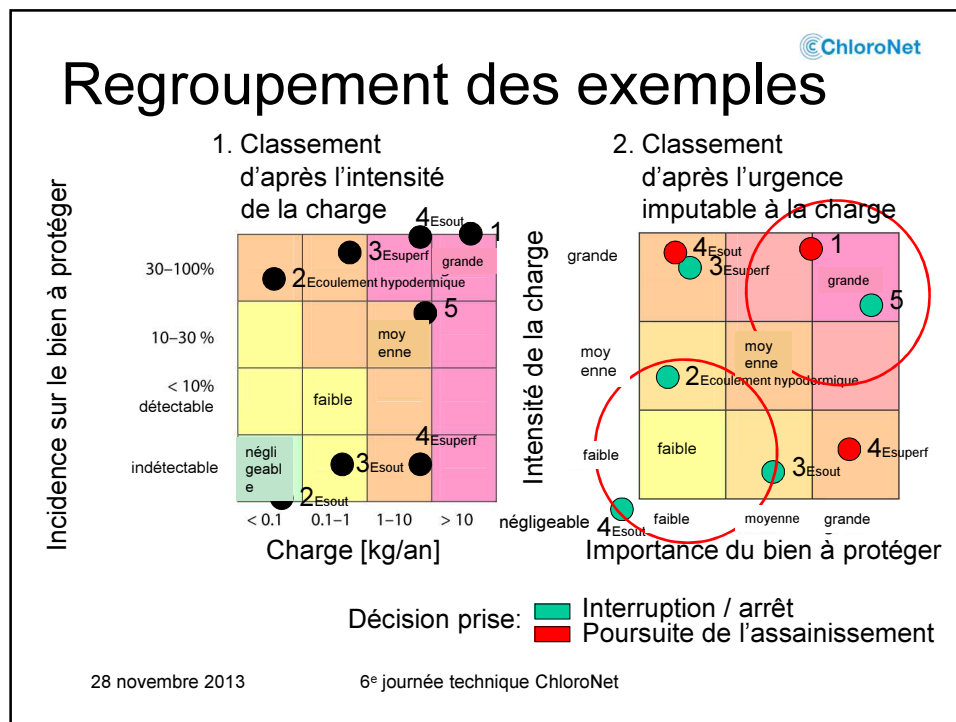 ChloroNet
Regroupement des exemples
1. Classement
d'après l'intensité
de la charge
Incidence sur le bien à protéger
30–100%
10–30 %
< 10%
détectable
indétectable
4Esout
1
3Esuperf
grande
2Ecoulement hypodermique
5
moy
enne
faible
4Esuperf
négli
geabl
e
3Esout
2Esout
< 0.1
0.1–1
1–10
> 10
Charge [kg/an]
2. Classement
d'après l'urgence
imputable à la charge
Intensité de la charge
grande
moy
enne
faible
négligeable
4Esout
3Esuperf
1
grande
5
moy
enne
2Ecoulement hypodermique
faible
4Esuperf
3Esout
4Esout
faible
moyenne
grande
Importance du bien à protéger
Décision prise:
Interruption / arrêt
Poursuite de l'assainissement
28 novembre 2013
6e journée technique ChloroNet